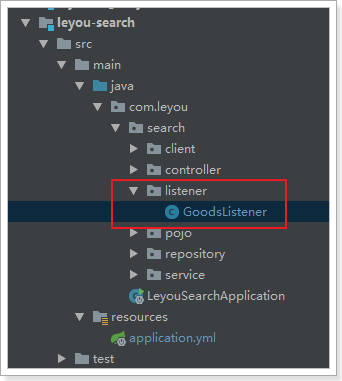 leyou-search
src
main
java
com.leyou
search
client
controller
listener
GoodsListener
pojo
repository
service
LeyouSearchApplication
resources
application.yml
test